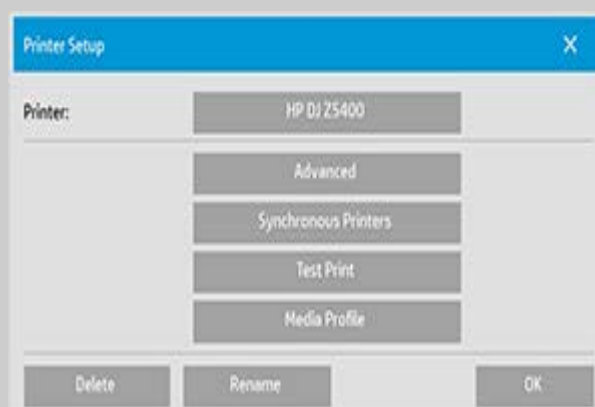 Printer Setup X
Printer: HP DJ Z5400
Advanced
Synchronous Printers
Test Print
Media Profile
Delete Rename OK